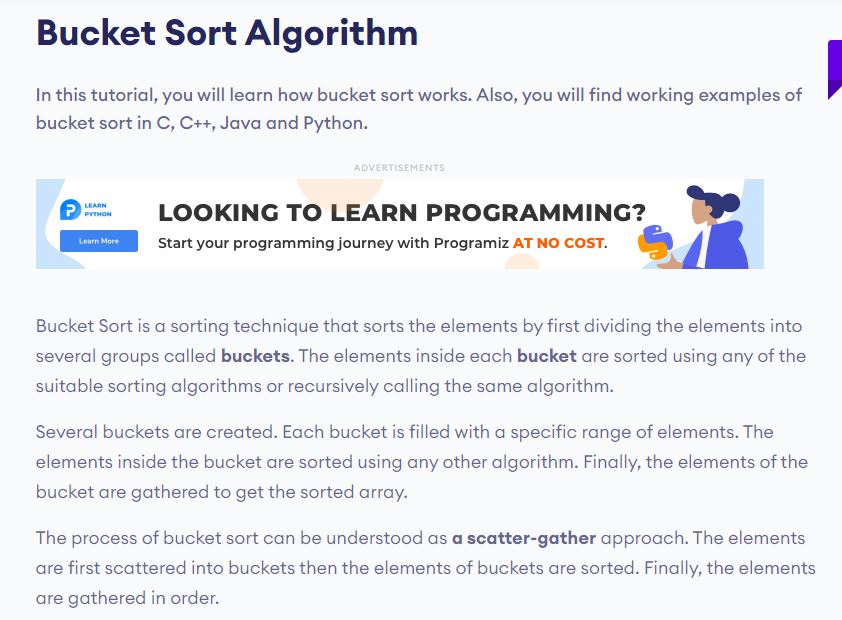 Bucket Sort Algorithm
In this tutorial, you will learn how bucket sort works. Also, you will find working examples of
bucket sort in C, C++, Java and Python.
ADVERTISEMENTS
LEARN
PYTHON
Learn More
LOOKING TO LEARN PROGRAMMING?
Start your programming journey with Programiz AT NO COST.
Bucket Sort is a sorting technique that sorts the elements by first dividing the elements into
several groups called buckets. The elements inside each bucket are sorted using any of the
suitable sorting algorithms or recursively calling the same algorithm.
Several buckets are created. Each bucket is filled with a specific range of elements. The
elements inside the bucket are sorted using any other algorithm. Finally, the elements of the
bucket are gathered to get the sorted array.
The process of bucket sort can be understood as a scatter-gather approach. The elements
are first scattered into buckets then the elements of buckets are sorted. Finally, the elements
are gathered in order.